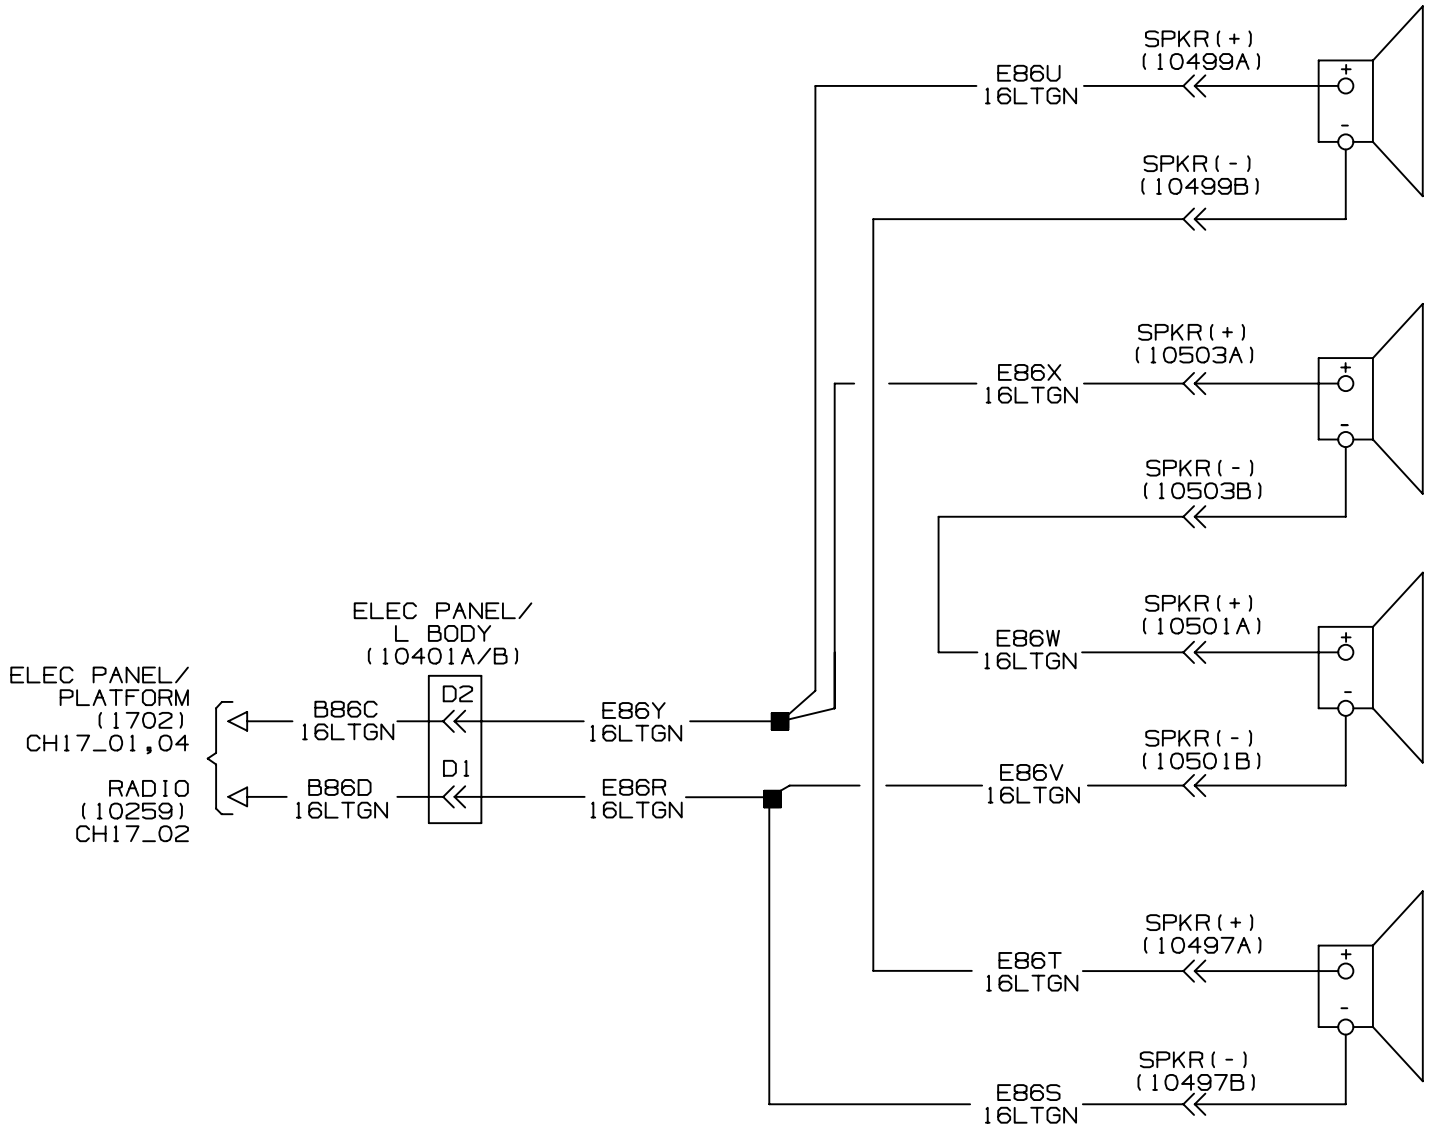 SPKR(+)
(10499A)
E86U
16LTGN
+
-
SPKR(-)
(10499B)
SPKR(+)
(10503A)
E86X
16LTGN
+
-
SPKR(-)
(10503B)
ELEC PANEL/
L BODY
(10401A/B)
SPKR(+)
(10501A)
E86W
16LTGN
+
-
ELEC PANEL/
PLATFORM
(1702)
CH17_01,04
B86C
16LTGN
D2
E86Y
16LTGN
SPKR(-)
(10501B)
E86V
16LTGN
RADIO
(10259)
CH17_02
B86D
16LTGN
D1
E86R
16LTGN
SPKR(+)
(10497A)
E86T
16LTGN
+
-
SPKR(-)
(10497B)
E86S
16LTGN